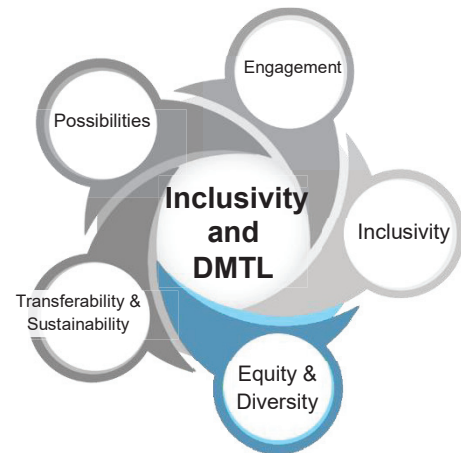 Engagement
Possibilities
Inclusivity
and
DMTL
Inclusivity
Transferability &
Sustainability
Equity &
Diversity